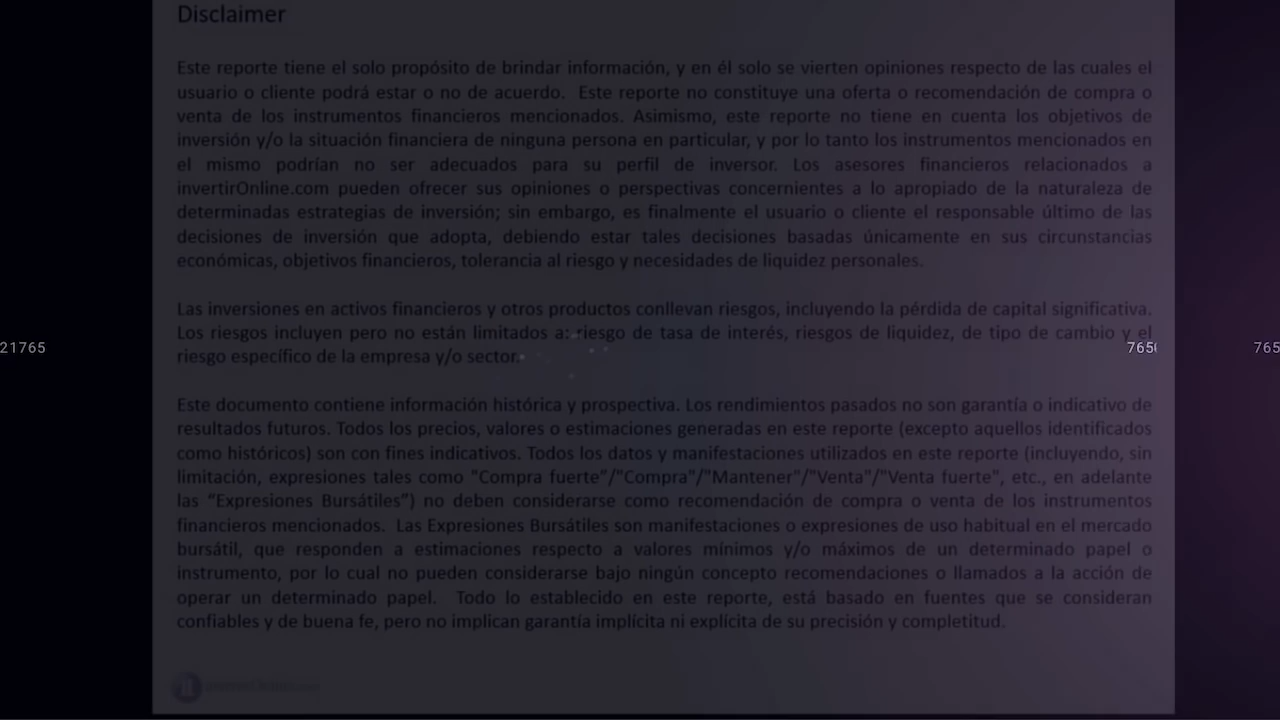 Disclaimer
Este reporte tiene el solo propósito de brindar información, y en él solo se vierten opiniones respecto de las cuales el
usuario o cliente podrá estar o no de acuerdo. Este reporte no constituye una oferta o recomendación de compra o
venta de los instrumentos financieros mencionados. Asimismo, este reporte no tiene en cuenta los objetivos de
inversión y/o la situación financiera de ninguna persona en particular, y por lo tanto los instrumentos mencionados en
el mismo podrían no ser adecuados para su perfil de inversor. Los asesores financieros relacionados a
invertirOnline.com pueden ofrecer sus opiniones o perspectivas concernientes a lo apropiado de la naturaleza de
determinadas estrategias de inversión; sin embargo, es finalmente el usuario o cliente el responsable último de las
decisiones de inversión que adopta, debiendo estar tales decisiones basadas únicamente en sus circunstancias
económicas, objetivos financieros, tolerancia al riesgo y necesidades de liquidez personales.
Las inversiones en activos financieros y otros productos conllevan riesgos, incluyendo la pérdida de capital significativa.
Los riesgos incluyen pero no están limitados a: riesgo de tasa de interés, riesgos de liquidez, de tipo de cambio y el
21765 765 765
riesgo específico de la empresa y/o sector.
Este documento contiene información histórica y prospectiva. Los rendimientos pasados no son garantía o indicativo de
resultados futuros. Todos los precios, valores o estimaciones generadas en este reporte (excepto aquellos identificados
como históricos) son con fines indicativos. Todos los datos y manifestaciones utilizados en este reporte (incluyendo, sin
limitación, expresiones tales como "Compra fuerte"/"Compra"/"Mantener"/"Venta"/"Venta fuerte", etc., en adelante
las “Expresiones Bursátiles”) no deben considerarse como recomendación de compra o venta de los instrumentos
financieros mencionados. Las Expresiones Bursátiles son manifestaciones o expresiones de uso habitual en el mercado
bursátil, que responden a estimaciones respecto a valores mínimos y/o máximos de un determinado papel o
instrumento, por lo cual no pueden considerarse bajo ningún concepto recomendaciones o llamados a la acción de
operar un determinado papel. Todo lo establecido en este reporte, está basado en fuentes que se consideran
confiables y de buena fe, pero no implican garantía implícita ni explícita de su precisión y completitud.